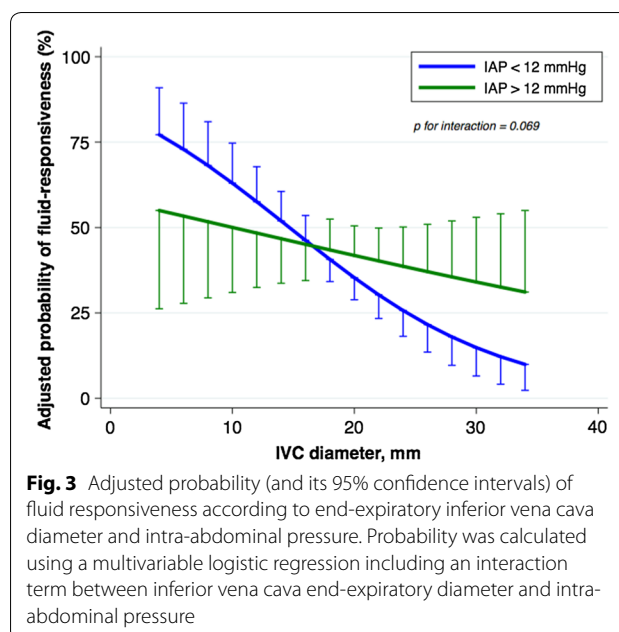 Adjusted probability of fluid-responsiveness (%)
100
75
50
25
0
IAP < 12 mmHg
IAP > 12 mmHg
p for interaction = 0.069
0 10 20 30 40
IVC diameter, mm
Fig. 3 Adjusted probability (and its 95% confidence intervals) of
fluid responsiveness according to end-expiratory inferior vena cava
diameter and intra-abdominal pressure. Probability was calculated
using a multivariable logistic regression including an interaction
term between inferior vena cava end-expiratory diameter and intra-
abdominal pressure